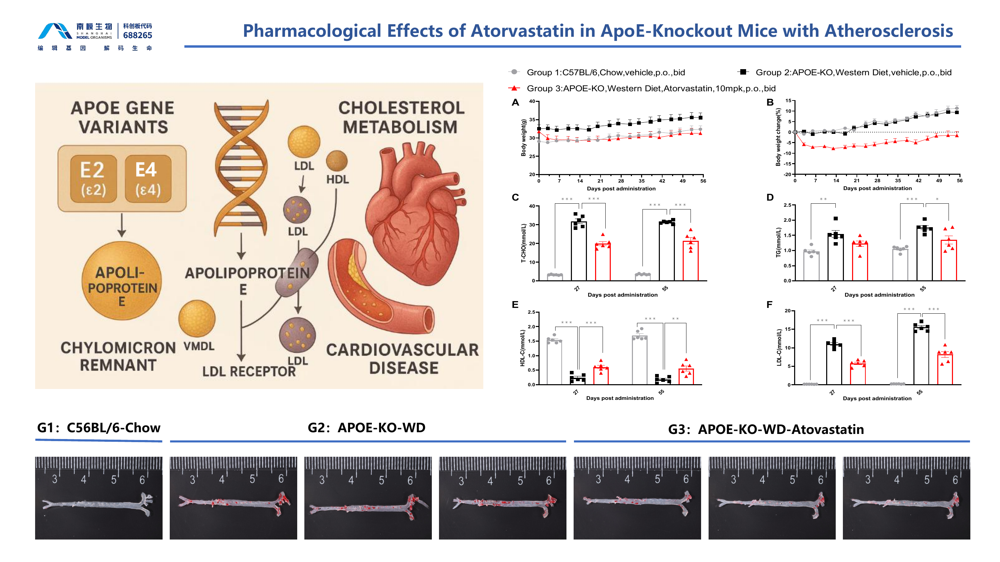 南模生物
SHANGHAI
MODEL ORGANISMS
科创板代码
688265
编辑基因 解码生命
Pharmacological Effects of Atorvastatin in ApoE-Knockout Mice with Atherosclerosis
APOE GENE
VARIANTS
E2
(ε2)
E4
(ε4)
APOLI-
POPROTEIN
E
CHYLOMICRON
REMNANT
VMDL
APOLIPOPROTEIN
E
LDL RECEPTOR
LDL
HDL
LDL
LDL
CHOLESTEROL
METABOLISM
CARDIOVASCULAR
DISEASE
Group 1:C57BL/6,Chow,vehicle,p.o.,bid
Group 2:APOE-KO,Western Diet,vehicle,p.o.,bid
Group 3:APOE-KO,Western Diet,Atorvastatin,10mpk,p.o.,bid
A
Body weight(g)
40
35
30
25
20
0 7 14 21 28 35 42 49 56
Days post administration
B
Body weight change(%)
15
10
5
0
-5
-10
-15
-20
0 7 14 21 28 35 42 49 56
Days post administration
C
T-CHO(mmol/L)
*** *** *** ***
40
30
20
10
0
27 55
Days post administration
D
TG(mmol/L)
** *** *
2.5
2.0
1.5
1.0
0.5
0.0
27 55
Days post administration
E
HDL-C(mmol/L)
*** *** *** **
2.5
2.0
1.5
1.0
0.5
0.0
27 55
Days post administration
F
LDL-C(mmol/L)
*** *** *** ***
20
15
10
5
0
27 55
Days post administration
G1：C56BL/6-Chow
G2：APOE-KO-WD
G3：APOE-KO-WD-Atovastatin
3 4 5 6
3 4 5 6
3 4 5 6
3 4 5 6
3 4 5 6
3 4 5 6
3 4 5 6